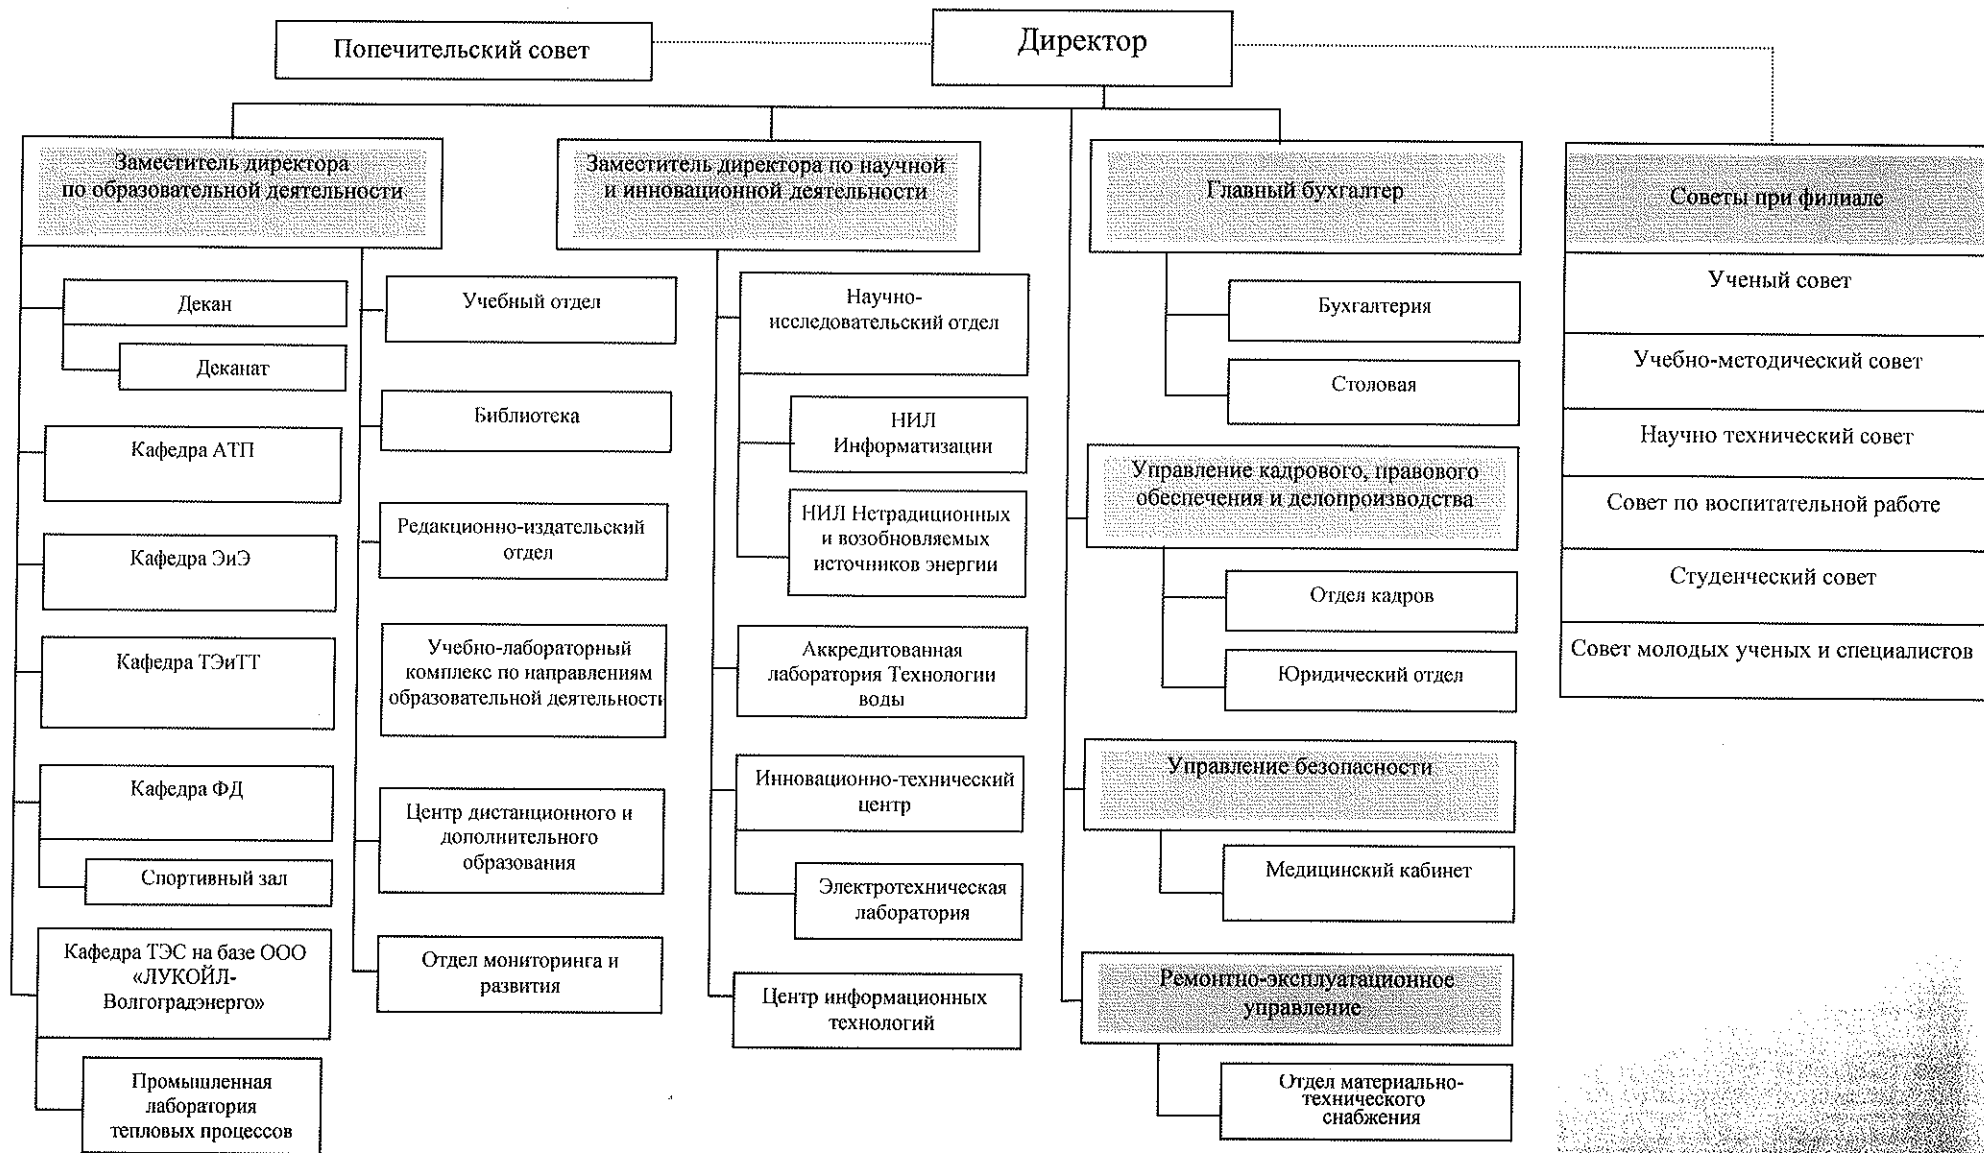 Попечительский совет
Директор
Заместитель директора
по образовательной деятельности
Заместитель директора по научной
и инновационной деятельности
Главный бухгалтер
Советы при филиале
Декан
Деканат
Кафедра АТП
Кафедра ЭиЭ
Кафедра ТЭиТТ
Кафедра ФД
Спортивный зал
Кафедра ТЭС на базе ООО
«ЛУКОЙЛ-
Волгоградэнерго»
Промышленная
лаборатория
тепловых процессов
Учебный отдел
Библиотека
Редакционно-издательский
отдел
Учебно-лабораторный
комплекс по направлениям
образовательной деятельности
Центр дистанционного и
дополнительного
образования
Отдел мониторинга и
развития
Научно-
исследовательский отдел
НИЛ
Информатизации
НИЛ Нетрадиционных
и возобновляемых
источников энергии
Аккредитованная
лаборатория Технологии
воды
Инновационно-технический
центр
Электротехническая
лаборатория
Центр информационных
технологий
Бухгалтерия
Столовая
Управление кадрового, правового
обеспечения и делопроизводства
Отдел кадров
Юридический отдел
Управление безопасности
Медицинский кабинет
Ремонтно-эксплуатационное
управление
Отдел материально-
технического
снабжения
Ученый совет
Учебно-методический совет
Научно технический совет
Совет по воспитательной работе
Студенческий совет
Совет молодых ученых и специалистов